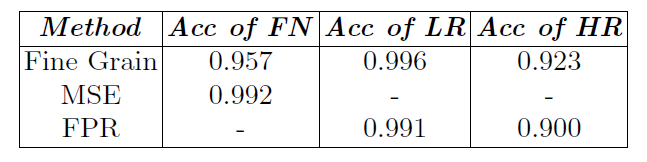 Method Acc of FN Acc of LR Acc of HR
Fine Grain 0.957 0.996 0.923
MSE 0.992 - -
FPR - 0.991 0.900